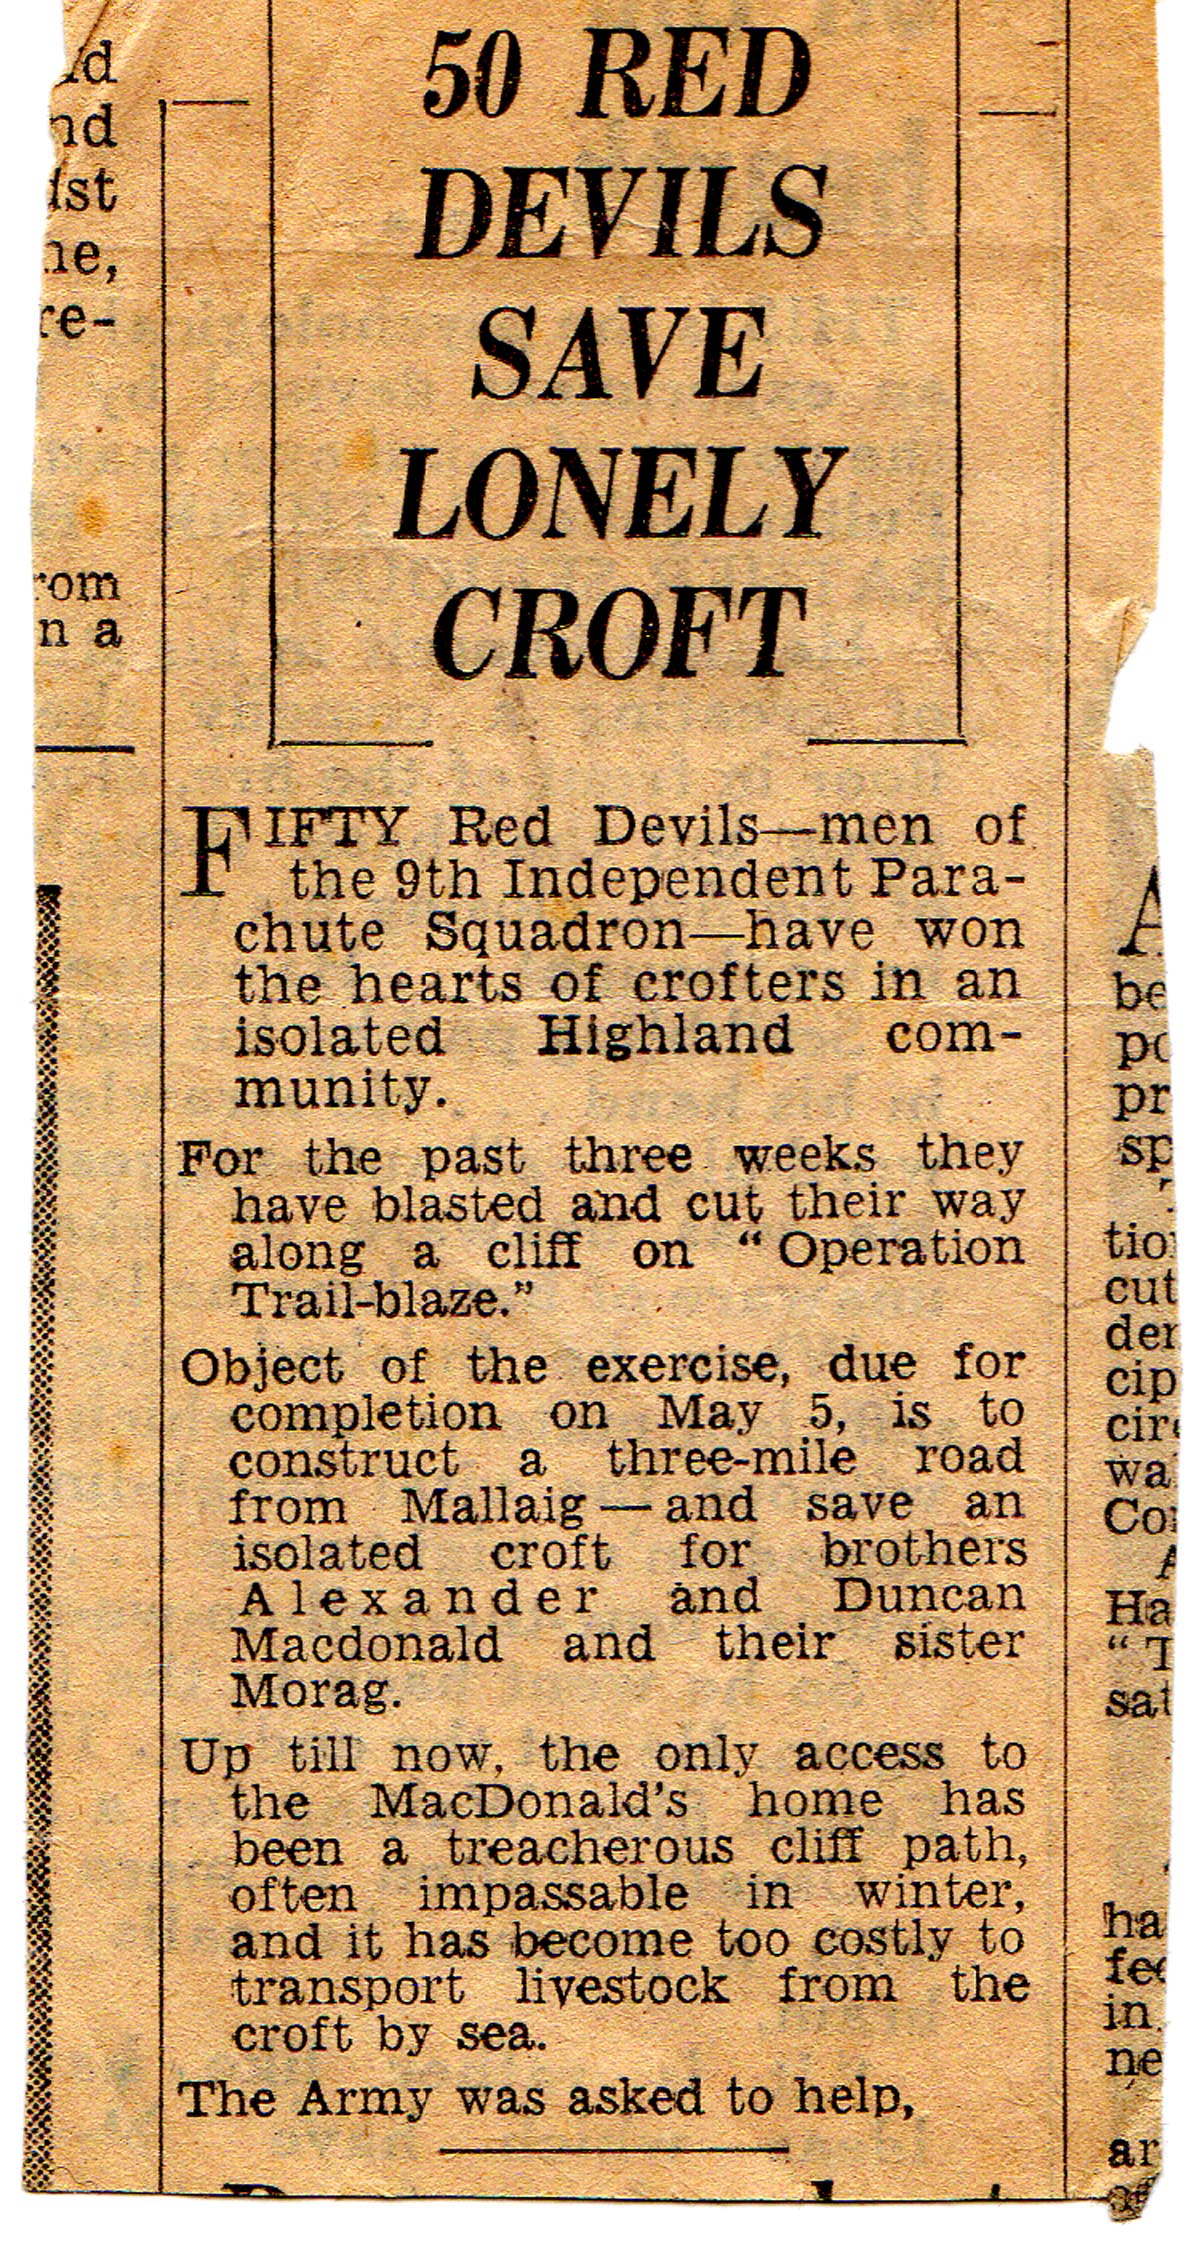 50 RED
DEVILS
SAVE
LONELY
CROFT
FIFTY Red Devils—men of
the 9th Independent Para-
chute Squadron—have won
the hearts of crofters in an
isolated Highland com-
munity.
For the past three weeks they
have blasted and cut their way
along a cliff on “Operation
Trail-blaze.”
Object of the exercise, due for
completion on May 5, is to
construct a three-mile road
from Mallaig — and save an
isolated croft for brothers
Alexander and Duncan
Macdonald and their sister
Morag.
Up till now, the only access to
the MacDonald's home has
been a treacherous cliff path,
often impassable in winter,
and it has become too costly to
transport livestock from the
croft by sea.
The Army was asked to help,